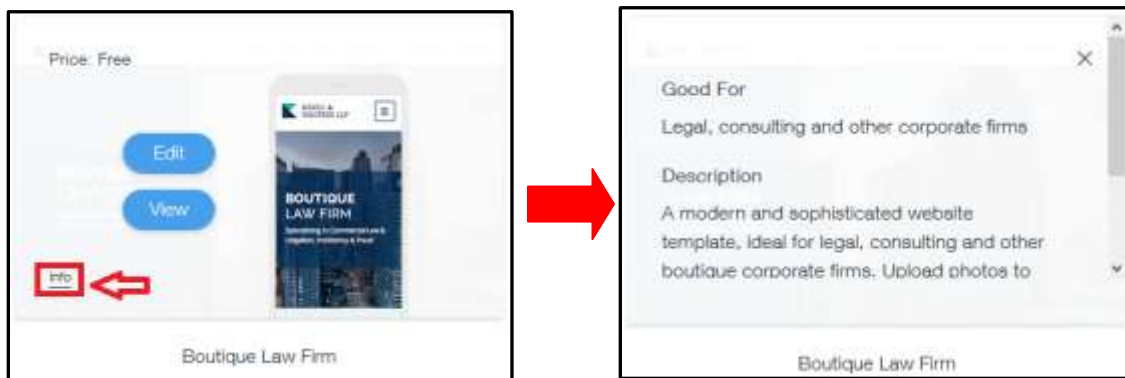 Price: Free
Edit
View
Info
BOUTIQUE
LAW FIRM
Boutique Law Firm
Good For
Legal, consulting and other corporate firms
Description
A modern and sophisticated website
template, ideal for legal, consulting and other
boutique corporate firms. Upload photos to
Boutique Law Firm